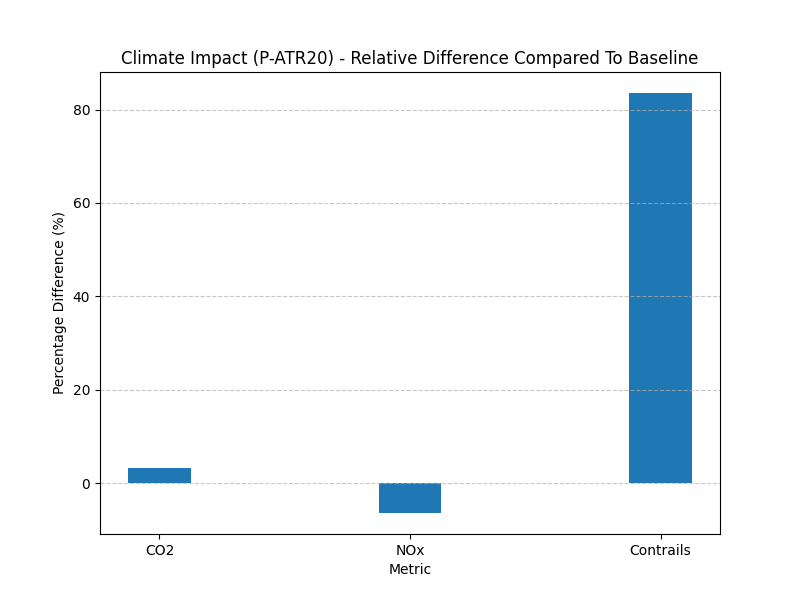 Climate Impact (P-ATR20) - Relative Difference Compared To Baseline
Percentage Difference (%)
80
60
40
20
0
CO2 NOx Contrails
Metric